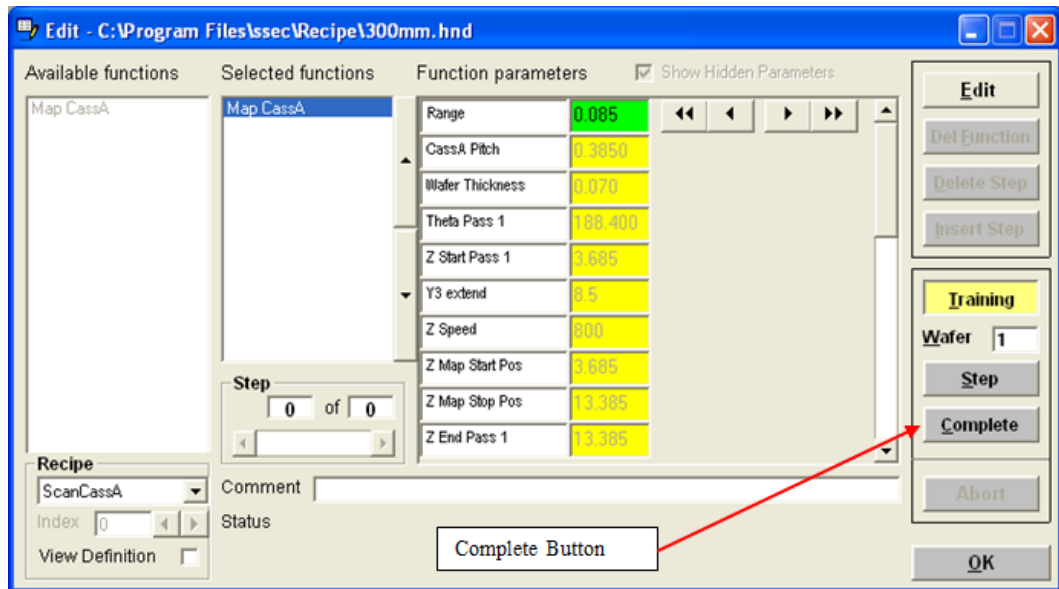 Edit - C:\Program Files\ssec\Recipe\300mm.hnd
Available functions
Selected functions
Function parameters
Show Hidden Parameters
Map CassA
Map CassA
Range 0.085
CassA Pitch 0.3850
Wafer Thickness 0.070
Theta Pass 1 188.400
Z Start Pass 1 3.685
Y3 extend 8.5
Z Speed 800
Z Map Start Pos 3.685
Z Map Stop Pos 13.385
Z End Pass 1 13.385
Step
0 of 0
Recipe
ScanCassA
Index 0
View Definition
Comment
Status
Complete Button
Edit
Del Function
Delete Step
Insert Step
Training
Wafer 1
Step
Complete
Abort
OK